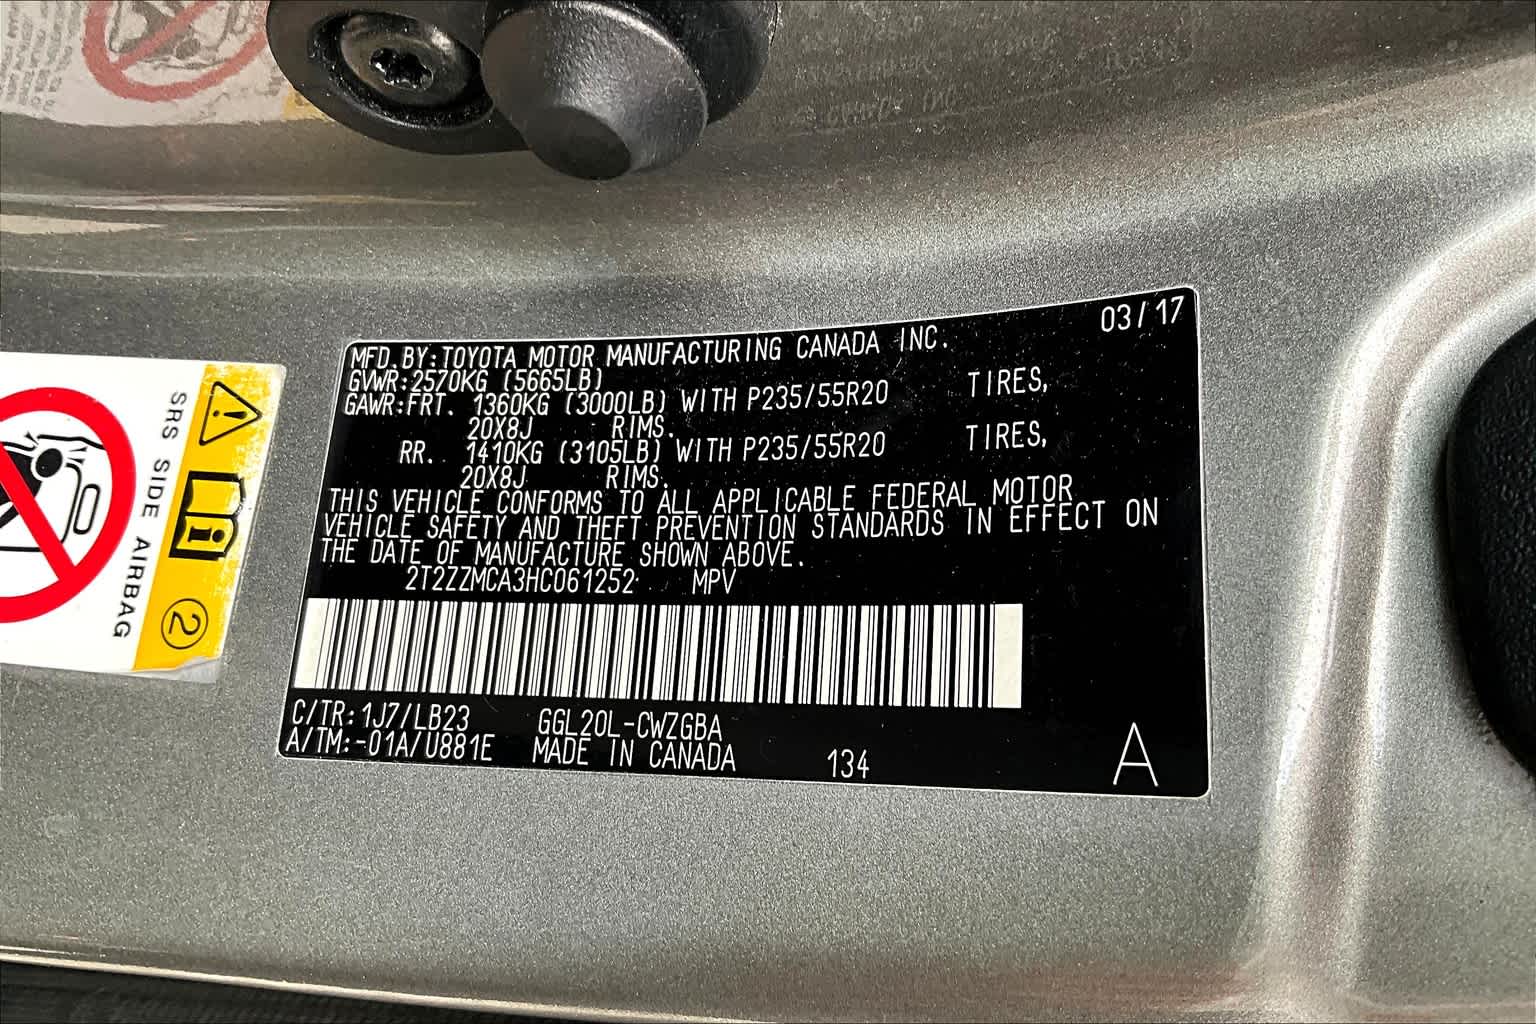 03/17
MFD.BY:TOYOTA MOTOR MANUFACTURING CANADA INC.
GVWR:2570KG (5665LB)
GAWR:FRT. 1360KG (3000LB) WITH P235/55R20 TIRES,
20X8J RIMS.
RR. 1410KG (3105LB) WITH P235/55R20 TIRES,
20X8J RIMS.
THIS VEHICLE CONFORMS TO ALL APPLICABLE FEDERAL MOTOR
VEHICLE SAFETY AND THEFT PREVENTION STANDARDS IN EFFECT ON
THE DATE OF MANUFACTURE SHOWN ABOVE.
2T2ZZMCA3HC061252 MPV
C/TR:1J7/LB23 GGL20L-CWZGBA
A/TM:-01A/U881E MADE IN CANADA 134 A
SRS SIDE AIRBAG
2